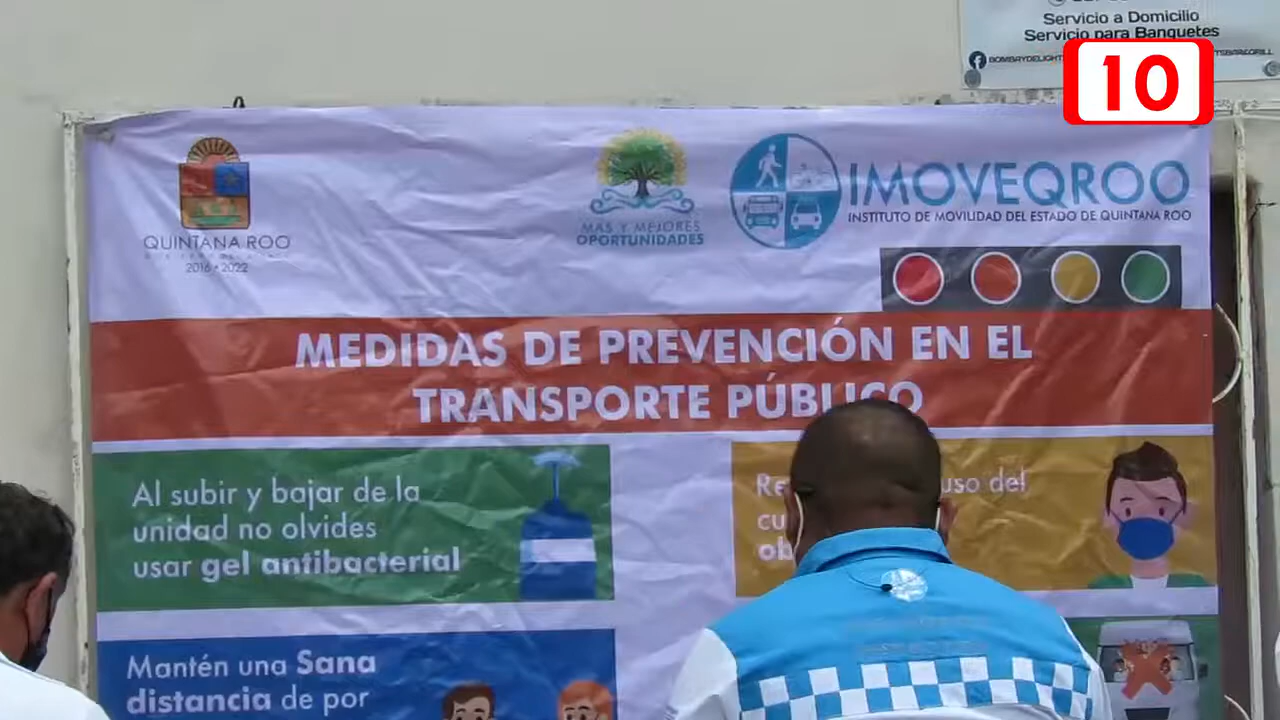 Servicio a Domicilio
Servicio para Banquetes
10
QUINTANA ROO
2016 • 2022
MÁS Y MEJORES
OPORTUNIDADES
IMOVEQROO
INSTITUTO DE MOVILIDAD DEL ESTADO DE QUINTANA ROO
MEDIDAS DE PREVENCIÓN EN EL
TRANSPORTE PÚBLICO
Al subir y bajar de la
unidad no olvides
usar gel antibacterial
uso del
Mantén una Sana
distancia de por